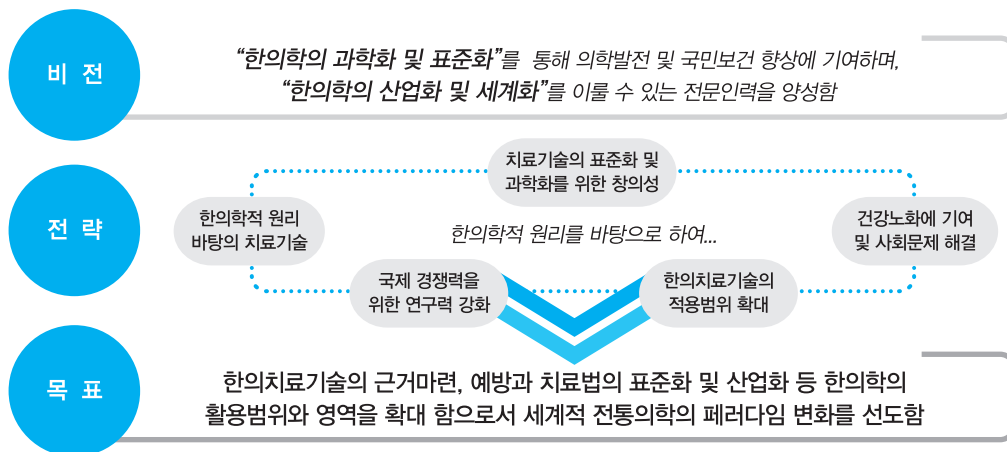 비 전
“한의학의 과학화 및 표준화”를 통해 의학발전 및 국민보건 향상에 기여하며,
“한의학의 산업화 및 세계화”를 이룰 수 있는 전문인력을 양성함
전 략
치료기술의 표준화 및
과학화를 위한 창의성
한의학적 원리
바탕의 치료기술
한의학적 원리를 바탕으로 하여...
건강노화에 기여
및 사회문제 해결
국제 경쟁력을
위한 연구력 강화
한의치료기술의
적용범위 확대
목 표
한의치료기술의 근거마련, 예방과 치료법의 표준화 및 산업화 등 한의학의
활용범위와 영역을 확대 함으로서 세계적 전통의학의 페러다임 변화를 선도함